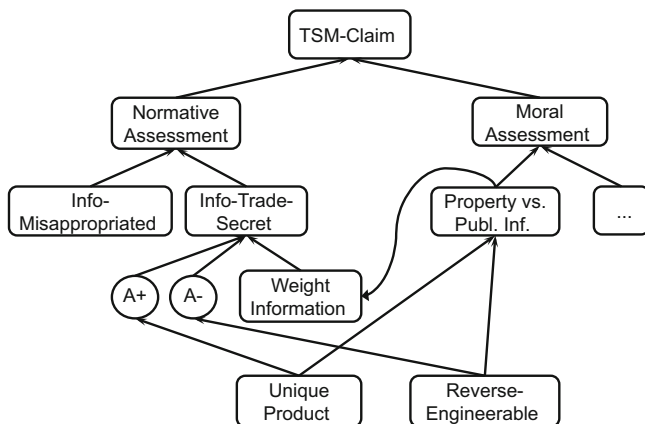 TSM-Claim
Normative
Assessment
Moral
Assessment
Info-
Misappropriated
Info-Trade-
Secret
Property vs.
Publ. Inf.
...
A+
A-
Weight
Information
Unique
Product
Reverse-
Engineerable